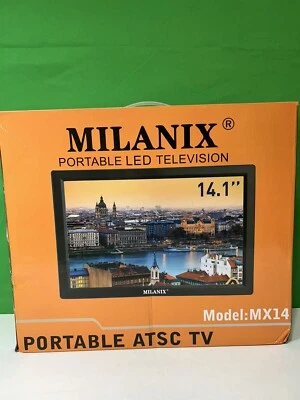 MILANIX ®
PORTABLE LED TELEVISION
14.1"
MILANIX
Model:MX14
PORTABLE ATSC TV